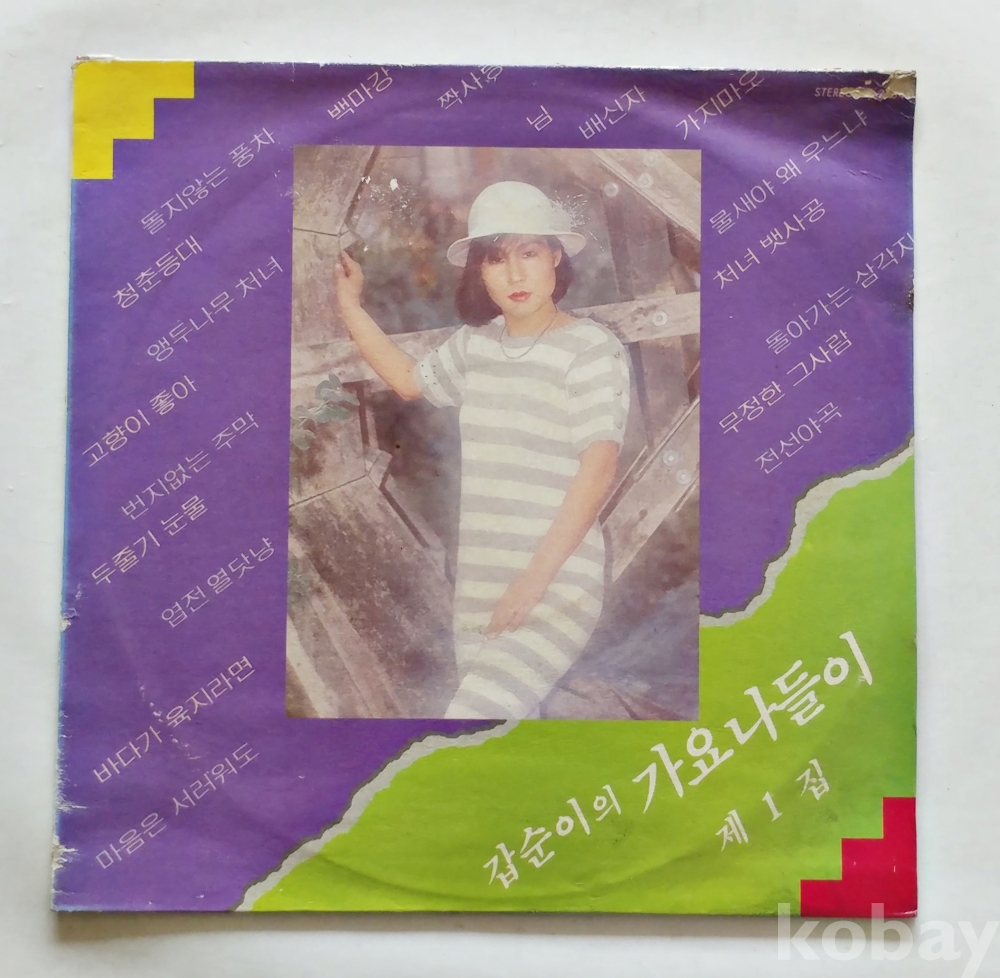 STEREO
백마강
짝사랑
님
배신자
가지마오
돌지않는 풍차
청춘등대
앵두나무 처녀
고향이 좋아
번지없는 주막
두줄기 눈물
엽전 열닷냥
바다가 육지라면
마음은 서러워도
물새야 왜 우느냐
처녀 뱃사공
돌아가는 삼각지
무정한 그사람
전선야곡
갑순이의 가요나들이
제 1 집
kobay